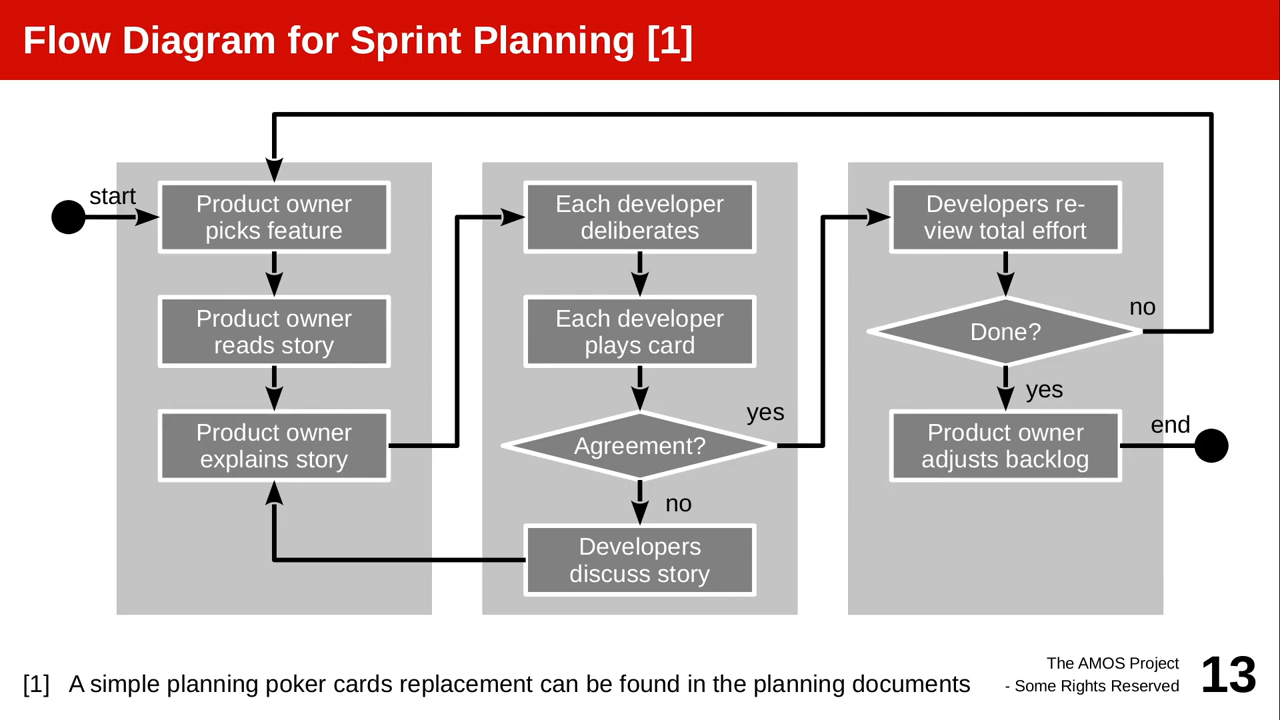 Flow Diagram for Sprint Planning [1]
start
Product owner
picks feature
Product owner
reads story
Product owner
explains story
Each developer
deliberates
Each developer
plays card
Agreement?
yes
no
Developers
discuss story
Developers re-
view total effort
Done?
no
yes
Product owner
adjusts backlog
end
[1] A simple planning poker cards replacement can be found in the planning documents
The AMOS Project
- Some Rights Reserved
13